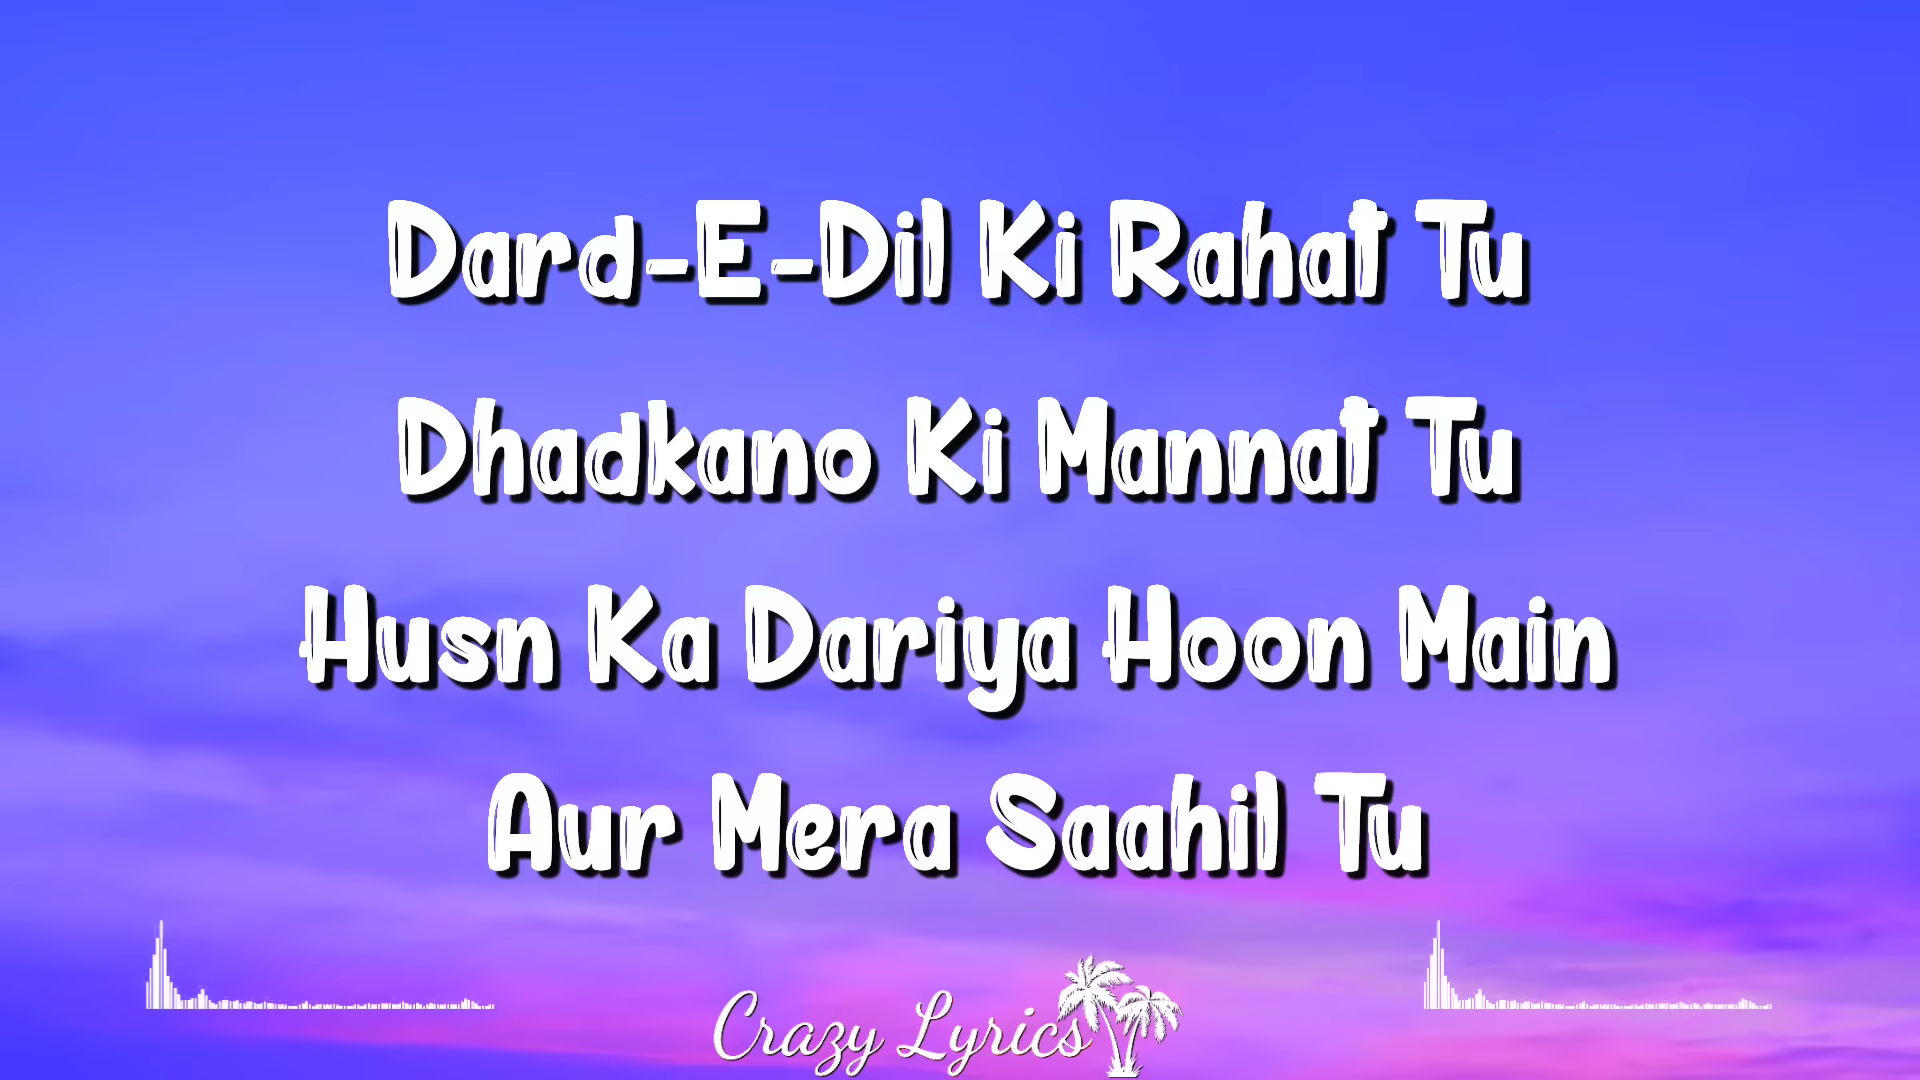 Dard-E-Dil Ki Rahat Tu
Dhadkano Ki Mannat Tu
Husn Ka Dariya Hoon Main
Aur Mera Saahil Tu
Crazy Lyrics